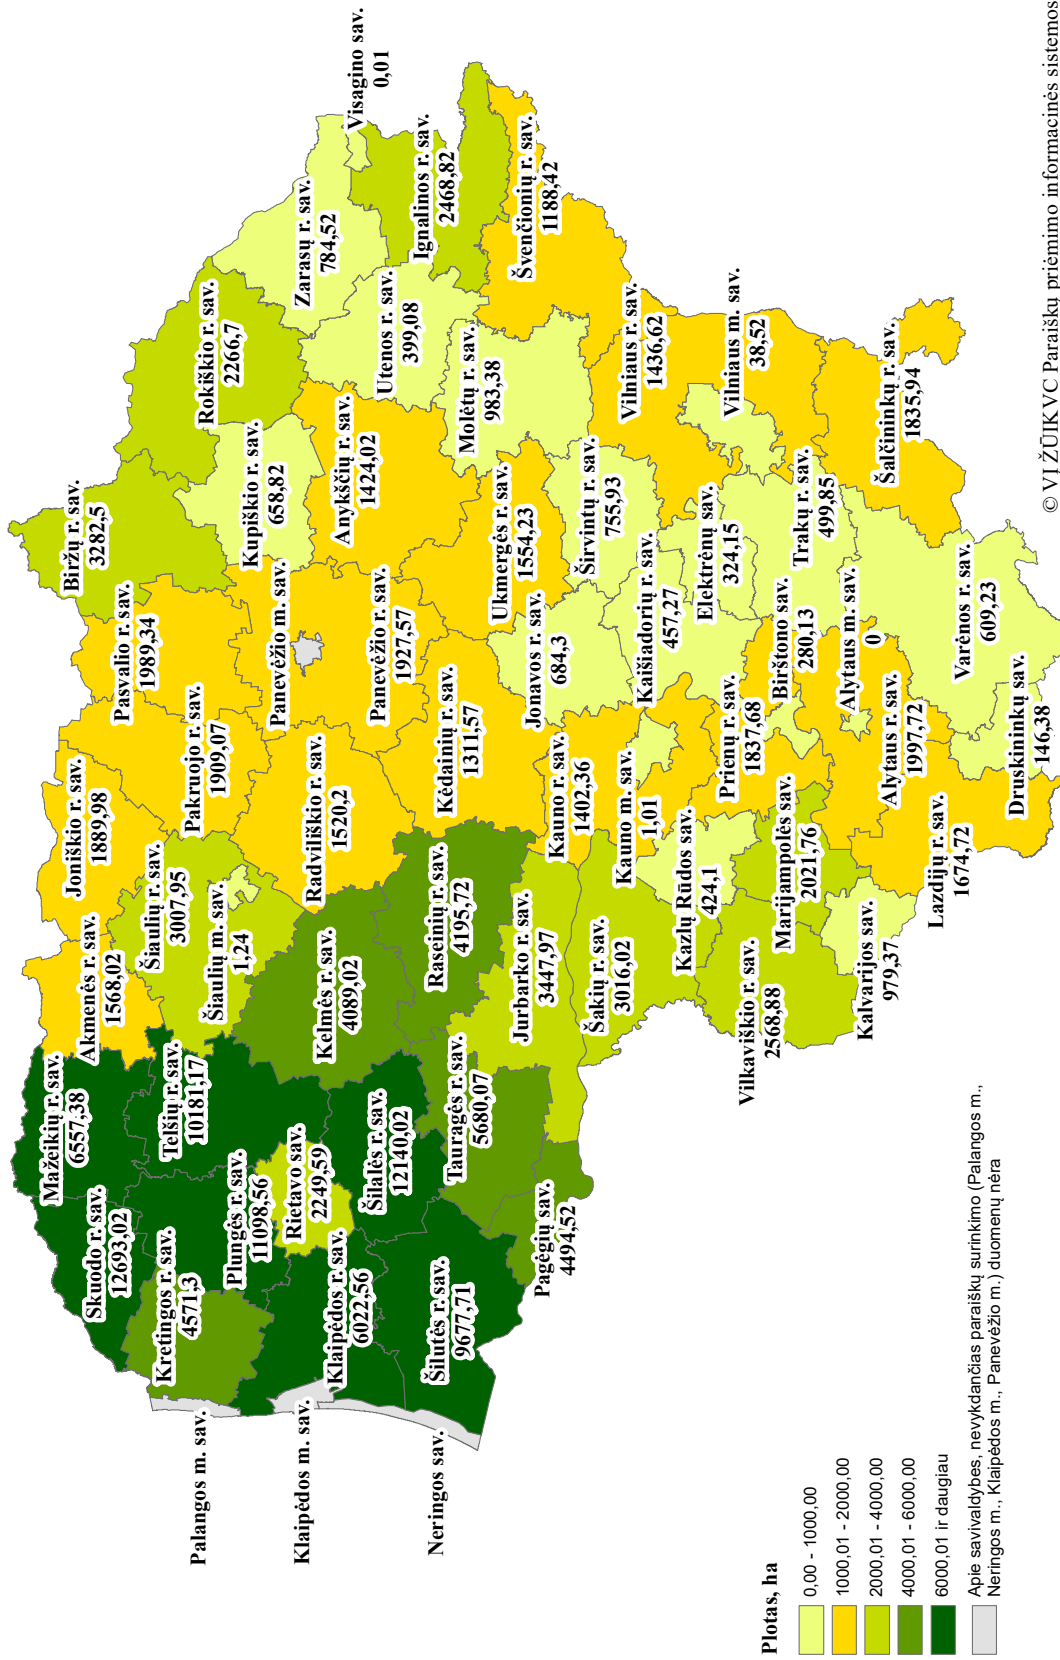 Skuodo r. sav.
12693,02
Mažeikių r. sav.
6557,38
Akmenės r. sav.
1568,02
Joniškio r. sav.
1889,98
Pasvalio r. sav.
1989,34
Biržų r. sav.
3282,5
Palangos m. sav.
Kretingos r. sav.
4571,3
Telšių r. sav.
10181,17
Šiaulių r. sav.
3007,95
Šiaulių m. sav.
1,24
Pakruojo r. sav.
1909,07
Rokiškio r. sav.
2266,7
Plungės r. sav.
11098,56
Kupiškio r. sav.
658,82
Panevėžio m. sav.
Zarasų r. sav.
784,52
Visagino sav.
0,01
Klaipėdos m. sav.
Klaipėdos r. sav.
6022,56
Rietavo sav.
2249,59
Kelmės r. sav.
4089,02
Radviliškio r. sav.
1520,2
Panevėžio r. sav.
1927,57
Anykščių r. sav.
1424,02
Utenos r. sav.
399,08
Ignalinos r. sav.
2468,82
Šilalės r. sav.
12140,02
Neringos sav.
Šilutės r. sav.
9677,71
Tauragės r. sav.
5680,07
Raseinių r. sav.
4195,72
Kėdainių r. sav.
1311,57
Ukmergės r. sav.
1554,23
Molėtų r. sav.
983,38
Švenčionių r. sav.
1188,42
Pagėgių sav.
4494,52
Jurbarko r. sav.
3447,97
Jonavos r. sav.
684,3
Širvintų r. sav.
755,93
Kauno r. sav.
1402,36
Šakių r. sav.
3016,02
Kauno m. sav.
1,01
Kaišiadorių r. sav.
457,27
Vilniaus r. sav.
1436,62
Kazlų Rūdos sav.
424,1
Elektrėnų sav.
324,15
Vilniaus m. sav.
38,52
Prienų r. sav.
1837,68
Birštono sav.
280,13
Trakų r. sav.
499,85
Vilkaviškio r. sav.
2568,88
Marijampolės sav.
2021,76
Alytaus m. sav.
0
Kalvarijos sav.
979,37
Alytaus r. sav.
1997,72
Šalčininkų r. sav.
1835,94
Lazdijų r. sav.
1674,72
Varėnos r. sav.
609,23
Druskininkų sav.
146,38
Plotas, ha
0,00 - 1000,00
1000,01 - 2000,00
2000,01 - 4000,00
4000,01 - 6000,00
6000,01 ir daugiau
Apie savivaldybes, nevykdančias paraiškų surinkimo (Palangos m.,
Neringos m., Klaipėdos m., Panevėžio m.) duomenų nėra
© VI ŽŪIKVC Paraiškų priėmimo informacinės sistemos